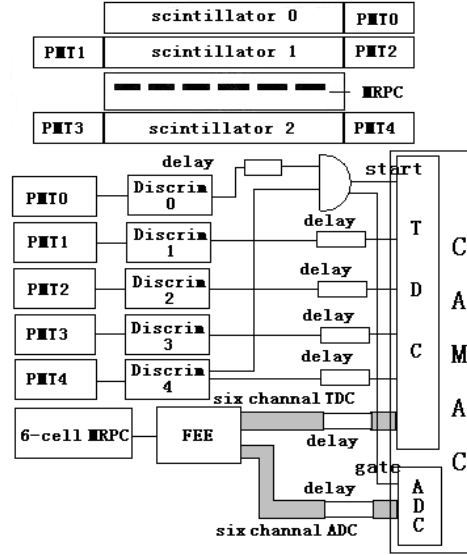 scintillator 0 PMT0
PMT1 scintillator 1 PMT2
MRPC
PMT3 scintillator 2 PMT4
delay
start
PMT0 Discrim 0
delay
PMT1 Discrim 1
delay
PMT2 Discrim 2
delay
PMT3 Discrim 3
delay
PMT4 Discrim 4
T D C
C A M A C
six channal TDC
6-cell MRPC FEE
delay
gate
delay
A D C
six channal ADC